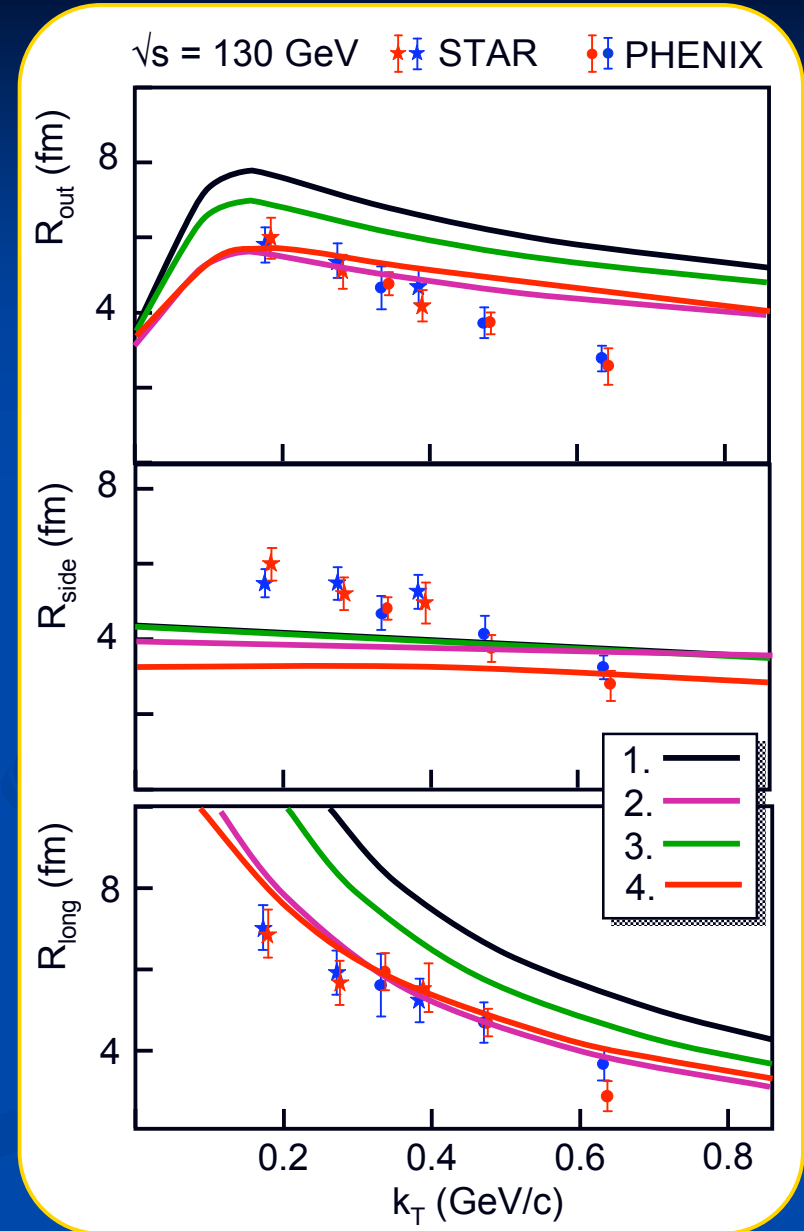 √s = 130 GeV STAR PHENIX
R_out (fm)
8
4
R_side (fm)
8
4
1.
2.
3.
4.
R_long (fm)
8
4
0.2 0.4 0.6 0.8
k_T (GeV/c)